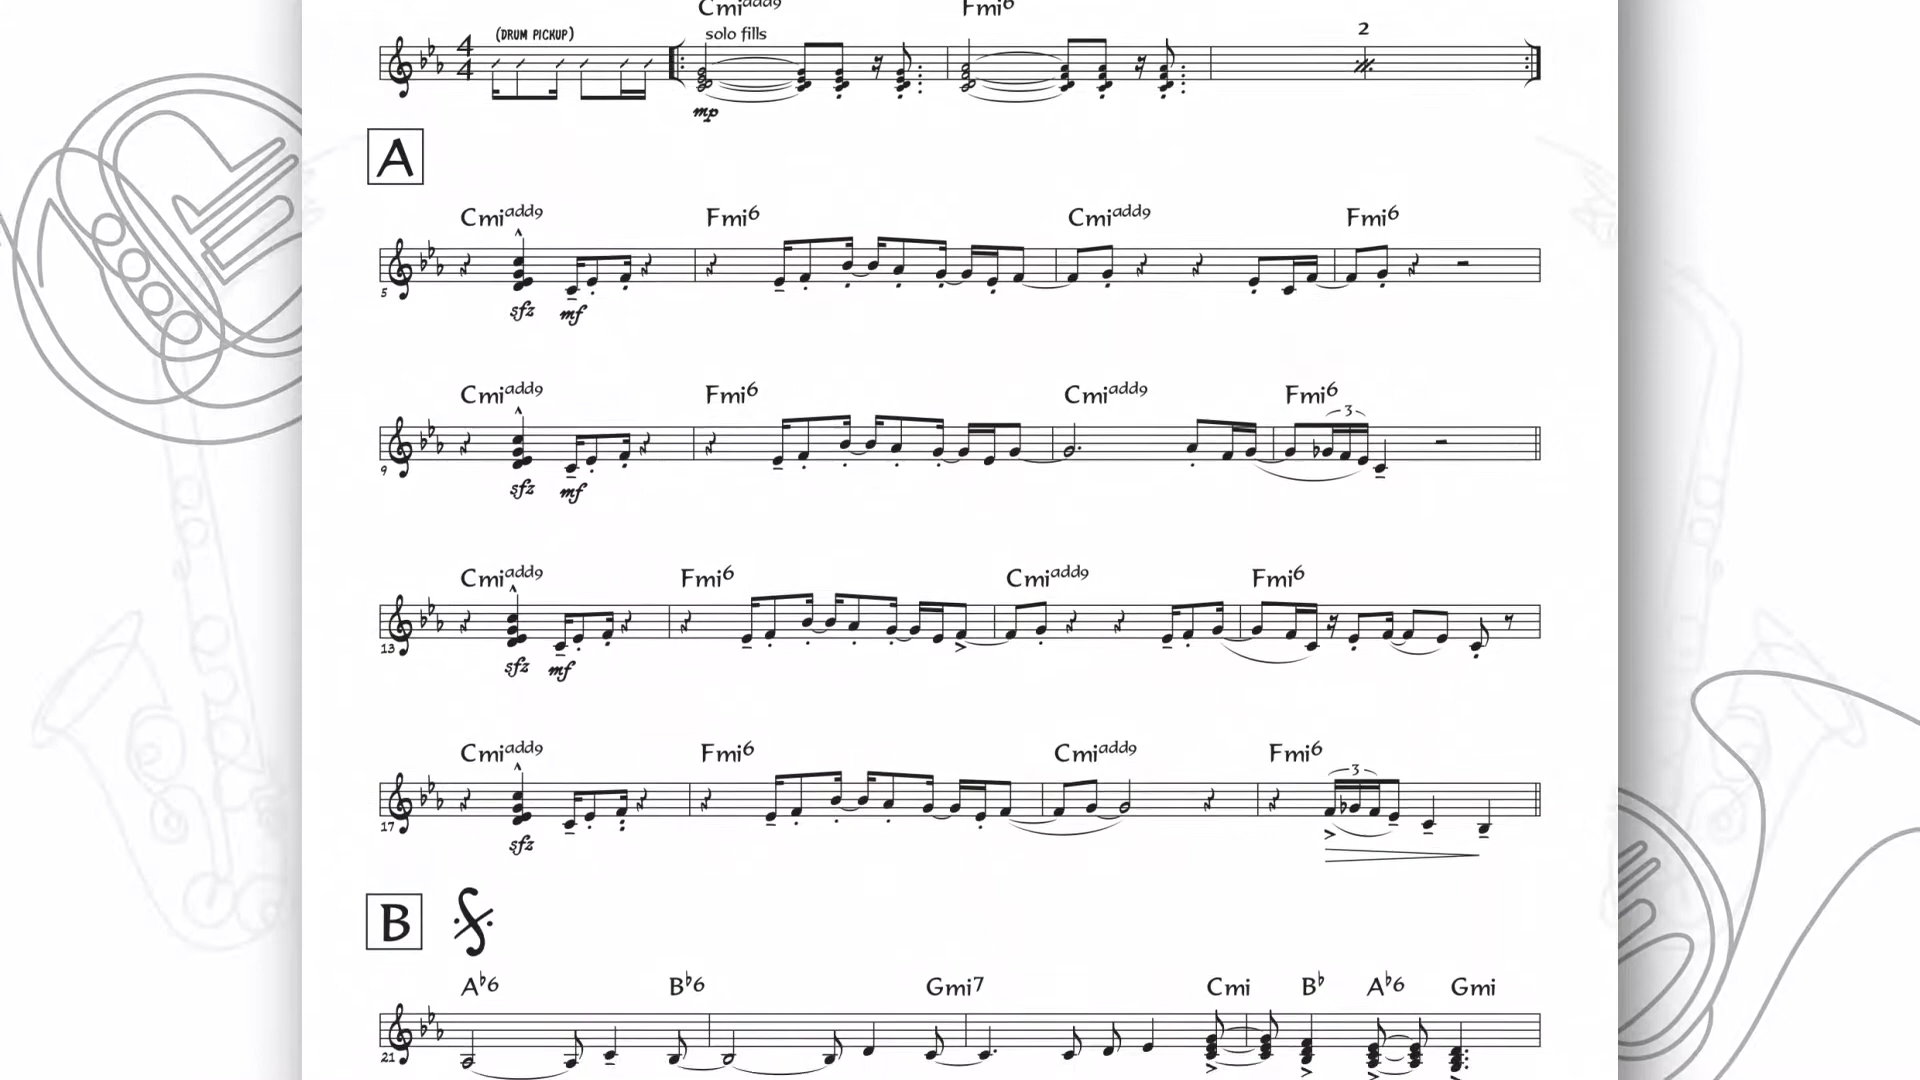 Cmiadd9 Fmi6
(DRUM PICKUP) solo fills 2
4
4
mp
A
Cmiadd9 Fmi6 Cmiadd9 Fmi6
5
sfz mf
Cmiadd9 Fmi6 Cmiadd9 Fmi6
3
9
sfz mf
Cmiadd9 Fmi6 Cmiadd9 Fmi6
13
sfz mf
Cmiadd9 Fmi6 Cmiadd9 Fmi6
3
17
sfz
B
A♭6 B♭6 Gmi7 Cmi B♭ A♭6 Gmi
21